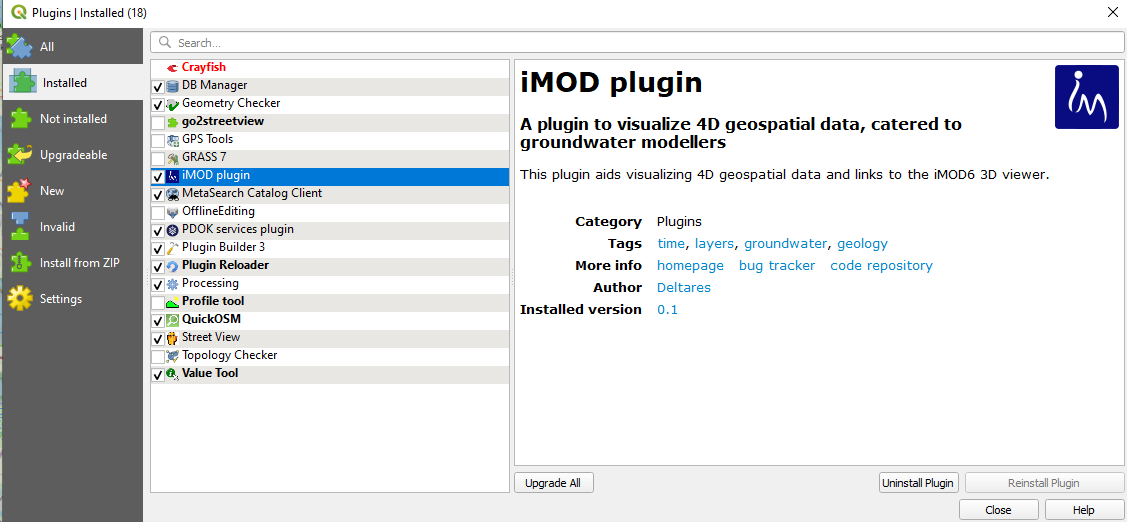 Plugins | Installed (18)
All
Installed
Not installed
Upgradeable
New
Invalid
Install from ZIP
Settings
Search...
Crayfish
DB Manager
Geometry Checker
go2streetview
GPS Tools
GRASS 7
iMOD plugin
MetaSearch Catalog Client
OfflineEditing
PDOK services plugin
Plugin Builder 3
Plugin Reloader
Processing
Profile tool
QuickOSM
Street View
Topology Checker
Value Tool
iMOD plugin
iM
A plugin to visualize 4D geospatial data, catered to
groundwater modellers
This plugin aids visualizing 4D geospatial data and links to the iMOD6 3D viewer.
Category Plugins
Tags time, layers, groundwater, geology
More info homepage bug tracker code repository
Author Deltares
Installed version 0.1
Upgrade All
Uninstall Plugin
Reinstall Plugin
Close
Help